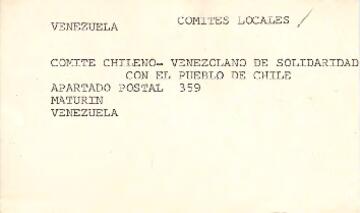 VENEZUELA COMITES LOCALES /
COMITE CHILENO- VENEZOLANO DE SOLIDARIDAD
CON EL PUEBLO DE CHILE
APARTADO POSTAL 359
MATURIN
VENEZUELA